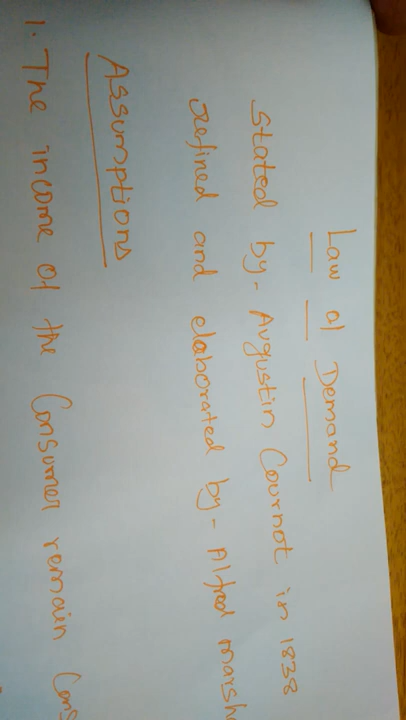 Law of Demand
Stated by- Augustin Cournot in 1838
Refined and elaborated by- Alfred marsh
Assumptions
1. The income of the Consumer remain Cons